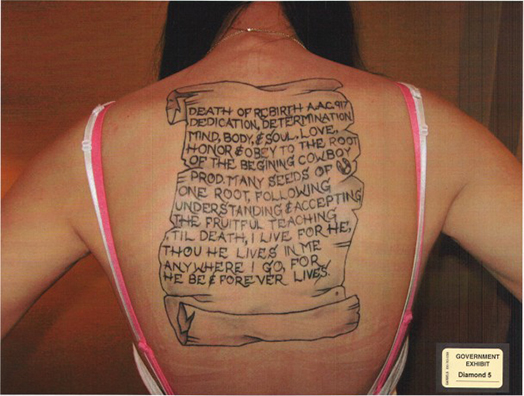 DEATH OF RCBIRTH A.A.C. 917
DEDICATION, DETERMINATION
MIND, BODY, & SOUL, LOVE,
HONOR & OBEY TO THE ROOT
OF THE BEGINING COWBOY
PROD. MANY SEEDS OF
ONE ROOT, FOLLOWING
UNDERSTANDING & ACCEPTING
THE FRUITFUL TEACHING
'TIL DEATH, I LIVE FOR HE,
THOU HE LIVES IN ME
ANYWHERE I GO, FOR
HE BE & FOREVER LIVES.
GOVERNMENT
EXHIBIT
Diamond 5